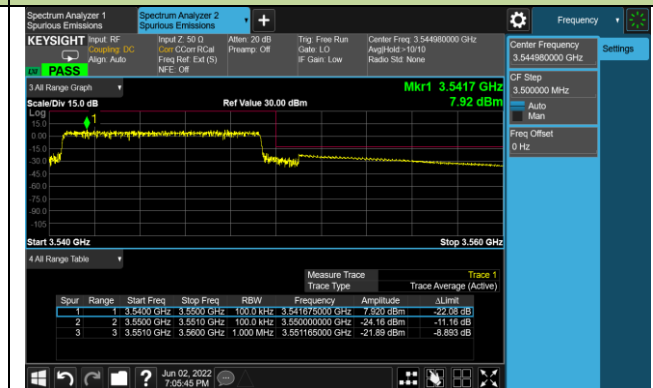 Spectrum Analyzer 1
Spurious Emissions
Spectrum Analyzer 2
Spurious Emissions
Frequency
KEYSIGHT
Input: RF
Coupling: DC
Align: Auto
Input Z: 50 Ω
Corr CCorr RCal
Freq Ref: Ext (S)
NFE: Off
Atten: 20 dB
Preamp: Off
Trig: Free Run
Gate: LO
IF Gain: Low
Center Freq: 3.544980000 GHz
Avg|Hold:>10/10
Radio Std: None
LW PASS
3 All Range Graph
Mkr1 3.5417 GHz
Scale/Div 15.0 dB
Ref Value 30.00 dBm
7.92 dBm
Log
15.0
0.00
-15.0
-30.0
-45.0
-60.0
-75.0
-90.0
-105
1
Start 3.540 GHz
Stop 3.560 GHz
4 All Range Table
Measure Trace Trace 1
Trace Type Trace Average (Active)
Spur Range Start Freq Stop Freq RBW Frequency Amplitude ΔLimit
1 1 3.5400 GHz 3.5500 GHz 100.0 kHz 3.541675000 GHz 7.920 dBm -22.08 dB
2 2 3.5500 GHz 3.5510 GHz 100.0 kHz 3.550000000 GHz -24.16 dBm -11.16 dB
3 3 3.5510 GHz 3.5600 GHz 1.000 MHz 3.551165000 GHz -21.89 dBm -8.893 dB
Jun 02, 2022
7:05:45 PM
Center Frequency
3.544980000 GHz
Settings
CF Step
3.500000 MHz
Auto
Man
Freq Offset
0 Hz